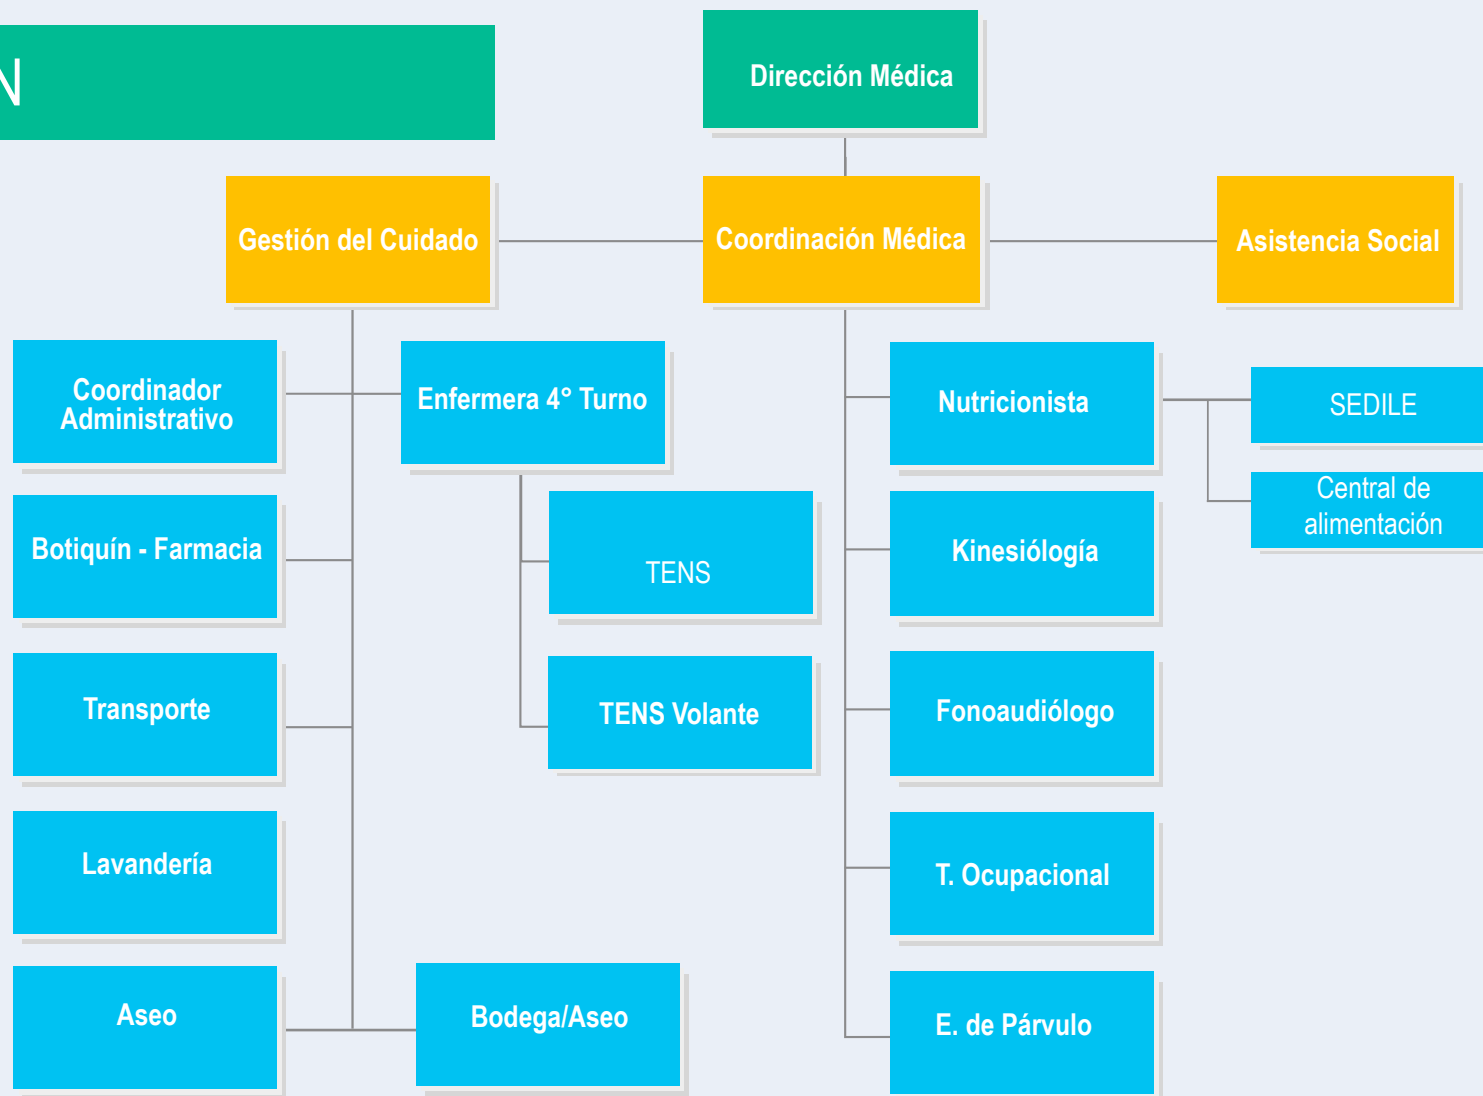 N
Dirección Médica
Gestión del Cuidado
Coordinación Médica
Asistencia Social
Coordinador
Administrativo
Enfermera 4° Turno
Nutricionista
SEDILE
Central de
alimentación
Botiquín - Farmacia
TENS
Kinesiólogía
Transporte
TENS Volante
Fonoaudiólogo
Lavandería
T. Ocupacional
Aseo
Bodega/Aseo
E. de Párvulo